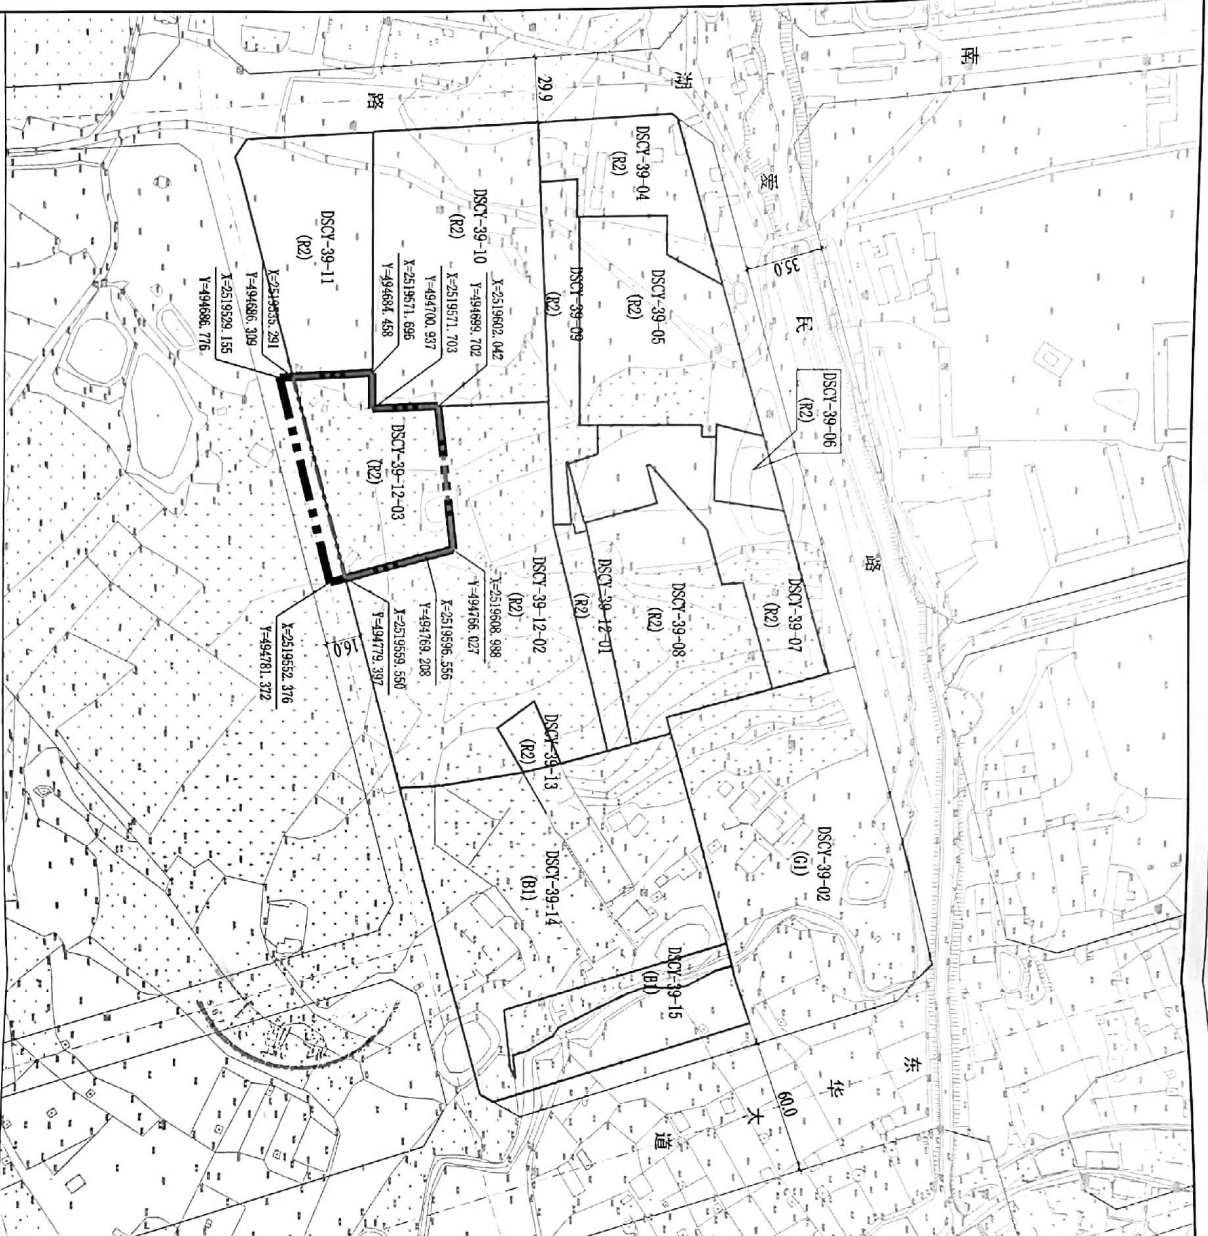 南
湖
路
29.9
爱
民
路
35.0
DSCY-39-04
(R2)
DSCY-39-05
(R2)
DSCY-39-06
(R2)
DSCY-39-07
(R2)
DSCY-39-08
(R2)
DSCY-39-09
(R2)
DSCY-39-10
(R2)
DSCY-39-11
(R2)
DSCY-39-12-01
(R2)
DSCY-39-12-02
(R2)
DSCY-39-12-03
(R2)
DSCY-39-13
(R2)
DSCY-39-14
(B1)
DSCY-39-15
(B1)
DSCY-39-02
(G1)
X=2519602.042
Y=494699.702
X=2519571.703
Y=494700.937
X=2519571.696
Y=494684.458
X=2519535.291
Y=494686.309
X=2519529.155
Y=494686.776
X=2519608.988
Y=494766.027
X=2519596.556
Y=494769.208
X=2519559.550
Y=494779.397
X=2519552.376
Y=494781.372
16.0
东
华
大
道
60.0